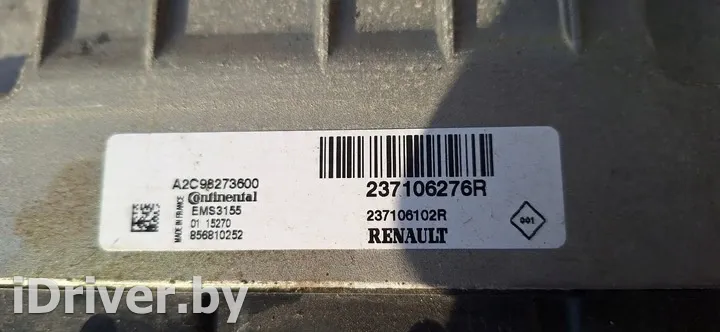 A2C98273600
Continental
MADE IN FRANCE
EMS3155
01 15270
856810252
237106276R
237106102R
RENAULT
001
iDriver.by